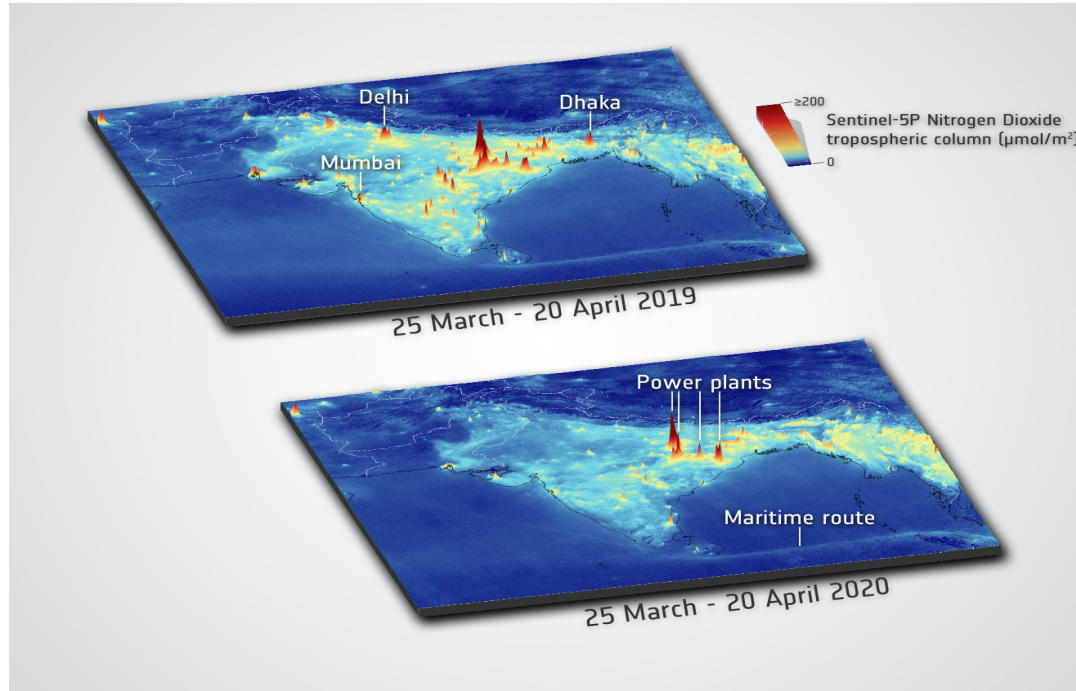 Delhi
Dhaka
Mumbai
≥200
Sentinel-5P Nitrogen Dioxide
tropospheric column [µmol/m²]
0
25 March - 20 April 2019
Power plants
Maritime route
25 March - 20 April 2020